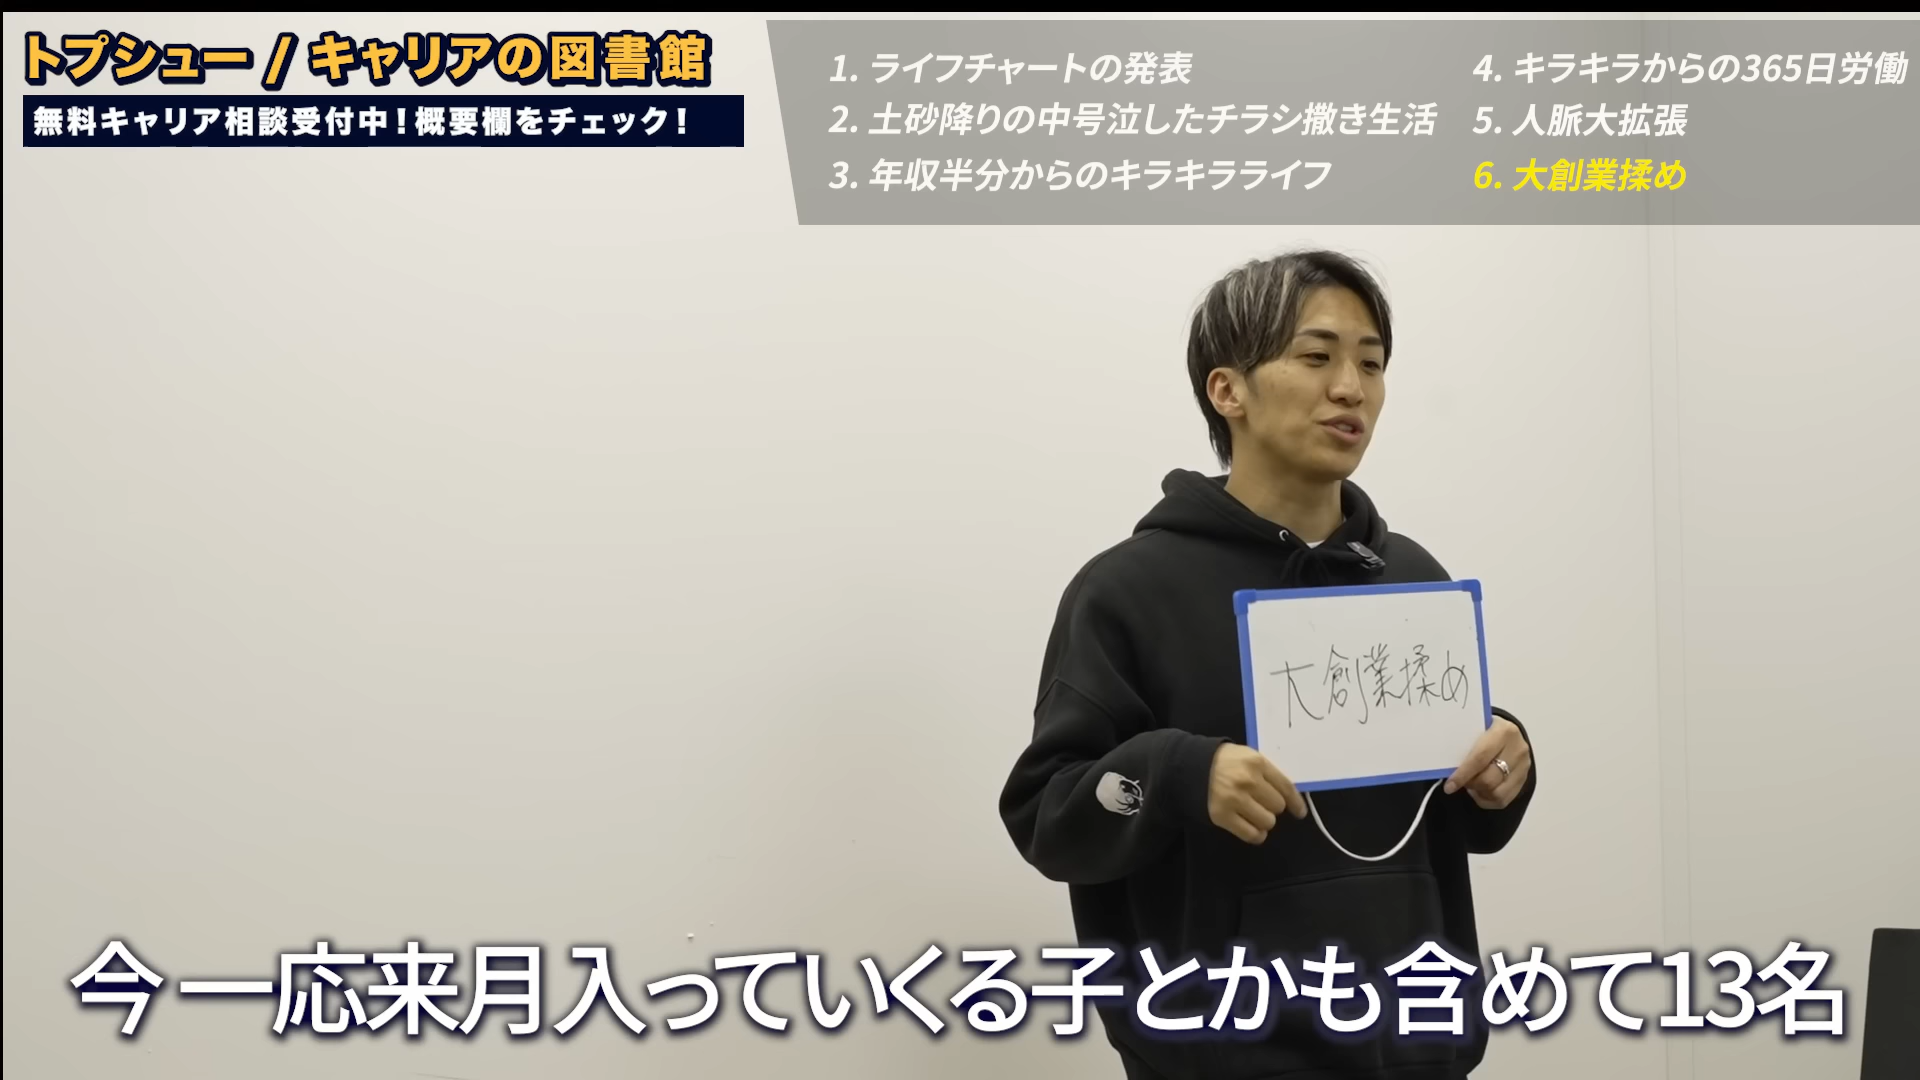 トプシュー / キャリアの図書館
無料キャリア相談受付中！概要欄をチェック！
1. ライフチャートの発表
2. 土砂降りの中号泣したチラシ撒き生活
3. 年収半分からのキラキラライフ
4. キラキラからの365日労働
5. 人脈大拡張
6. 大創業揉め
大創業揉め
今一応来月入っていくる子とかも含めて13名